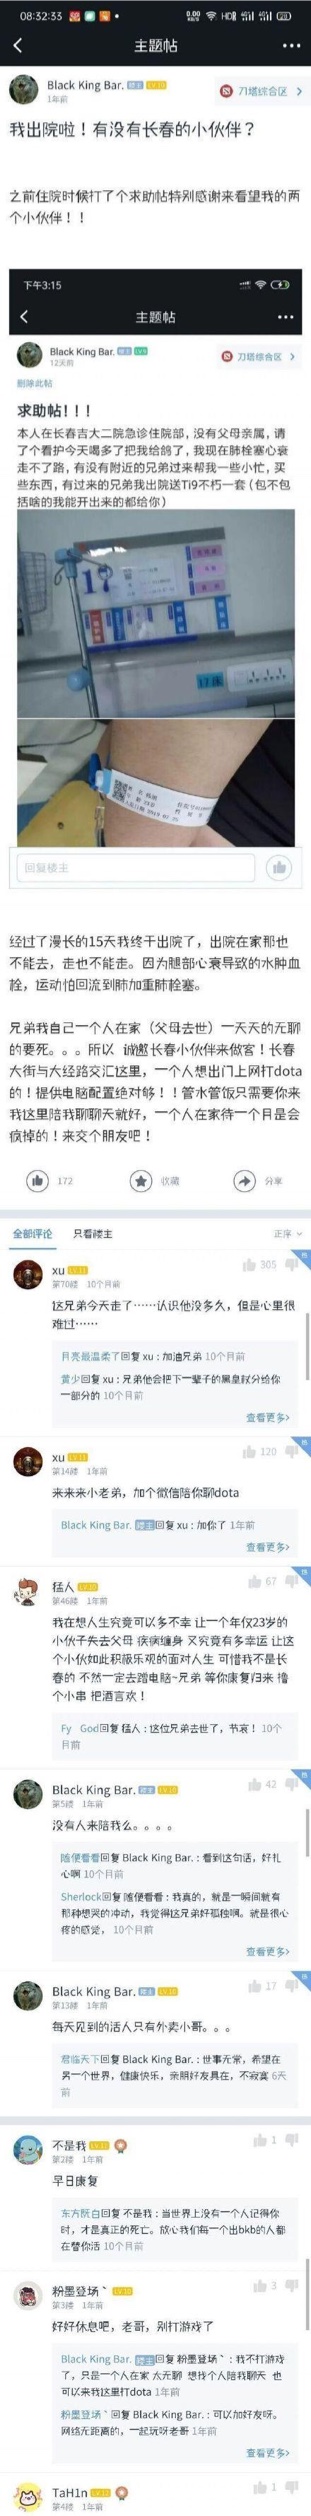 08:32:33
0.00 KB/S HD
主题帖
Black King Bar. 楼主 LV.10
1年前
刀塔综合区
我出院啦！有没有长春的小伙伴？
之前住院时候打了个求助帖特别感谢来看望我的两
个小伙伴！！
下午3:15
主题帖
Black King Bar. 楼主 LV.9
12天前
刀塔综合区
删除此帖
求助帖！！！
本人在长春吉大二院急诊住院部，没有父母亲属，请
了个看护今天喝多了把我给鸽了，我现在肺栓塞心衰
走不了路，有没有附近的兄弟过来帮我一些小忙，买
些东西，有过来的兄弟我出院送Ti9不朽一套（包不包
括啥的我能开出来的都给你）
17
17床
回复楼主
经过了漫长的15天我终于出院了，出院在家那也
不能去，走也不能走。因为腿部心衰导致的水肿血
栓，运动怕回流到肺加重肺栓塞。
兄弟我自己一个人在家（父母去世）一天天的无聊
的要死。。。所以 诚邀长春小伙伴来做客！长春
大街与大经路交汇这里，一个人想出门上网打dota
的！提供电脑配置绝对够！！管水管饭只需要你来
我这里陪我聊聊天就好，一个人在家待一个月是会
疯掉的！来交个朋友吧！
172 收藏 分享
全部评论 只看楼主 正序
xu LV.11 305
第70楼 10个月前
这兄弟今天走了……认识他没多久，但是心里很
难过……
月亮最温柔了回复 xu：加油兄弟 10个月前
黄少回复 xu：兄弟他会把下一辈子的黑皇杖分给你
一部分的 10个月前
查看更多>
xu LV.11 120
第14楼 1年前
来来来小老弟，加个微信陪你聊dota
Black King Bar. 楼主回复 xu：加你了 1年前
查看更多>
猛人 LV.10 67
第46楼 1年前
我在想人生究竟可以多不幸 让一个年仅23岁的
小伙子失去父母 疾病缠身 又究竟有多幸运 让这
个小伙如此积极乐观的面对人生 可惜我不是长
春的 不然一定去蹭电脑~兄弟 等你康复归来 撸
个小串 把酒言欢！
Fy God回复 猛人：这位兄弟去世了，节哀！ 10个
月前
Black King Bar. 楼主 LV.10 42
第5楼 1年前
没有人来陪我么。。。。
随便看看回复 Black King Bar.：看到这句话，好扎
心啊 10个月前
Sherlock回复 随便看看：我真的，就是一瞬间就有
那种想哭的冲动，我觉得这兄弟好孤独啊。就是很心
疼的感觉， 10个月前
查看更多>
Black King Bar. 楼主 LV.10 17
第13楼 1年前
每天见到的活人只有外卖小哥。。。
君临天下回复 Black King Bar.：世事无常，希望在
另一个世界，健康快乐，亲朋好友具在，不寂寞 6天
前
不是我 1
第2楼 1年前
早日康复
东方既白回复 不是我：当世界上没有一个人记得你
时，才是真正的死亡。放心我们每一个出bkb的人都
在替你活 10个月前
粉墨登场丶 LV.10 3
第3楼 1年前
好好休息吧，老哥，别打游戏了
Black King Bar. 楼主回复 粉墨登场丶：我不打游戏
了，只是一个人在家 太无聊 想找个人陪我聊天 也
可以来我这里打dota 1年前
粉墨登场丶回复 Black King Bar.：可以加好友呀。
网络无距离的，一起玩呀老哥 1年前
查看更多>
TaH1n 1
第4楼 1年前